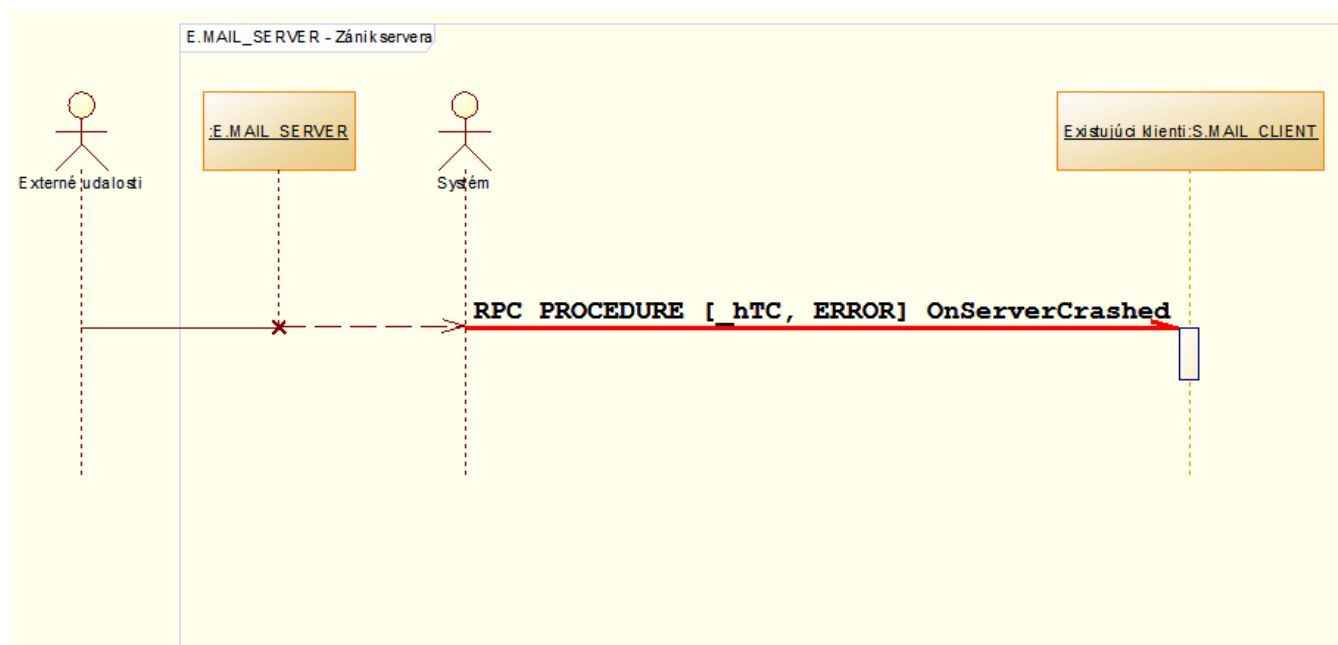 E.MAIL_SERVER - Zánik servera
:E.MAIL_SERVER
Existujúci klienti:S.MAIL_CLIENT
Externé udalosti
Systém
RPC PROCEDURE [_hTC, ERROR] OnServerCrashed